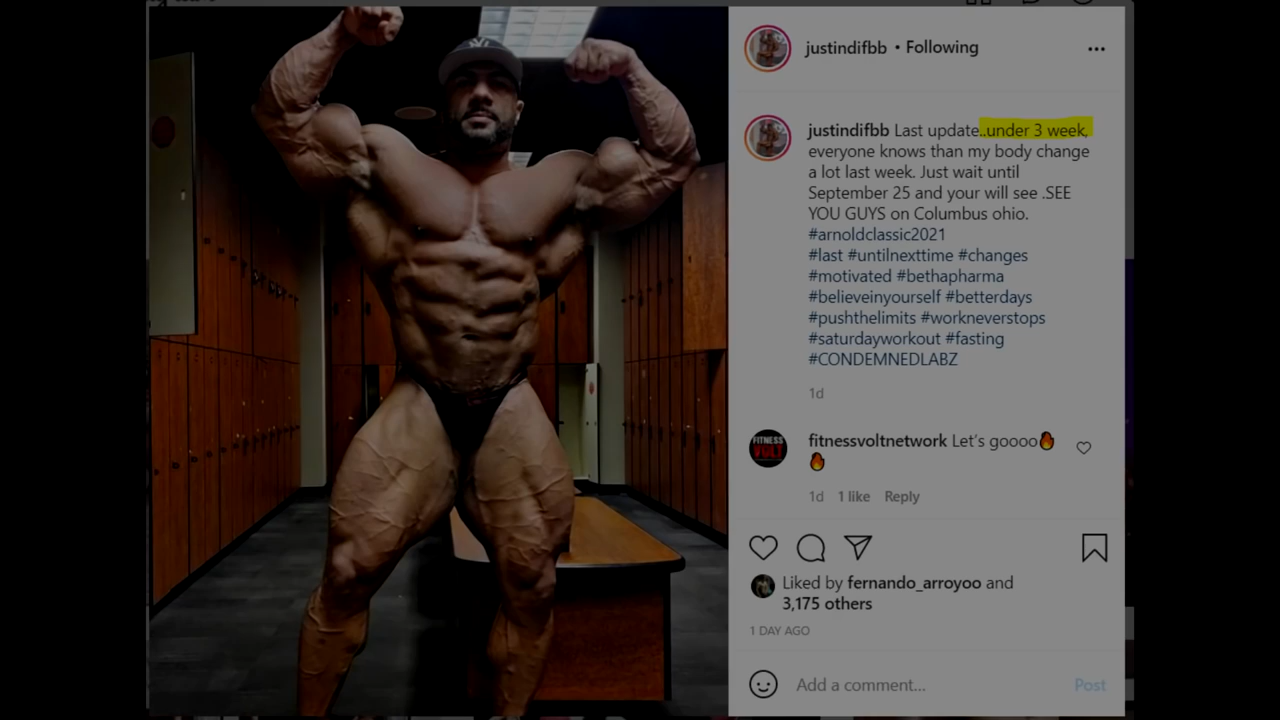 justindifbb • Following
justindifbb Last update..under 3 week,
everyone knows than my body change
a lot last week. Just wait until
September 25 and your will see .SEE
YOU GUYS on Columbus ohio.
#arnoldclassic2021
#last #untilnexttime #changes
#motivated #bethapharma
#believeinyourself #betterdays
#pushthelimits #workneverstops
#saturdayworkout #fasting
#CONDEMNEDLABZ
1d
FITNESS
VOLT
fitnessvoltnetwork Let's goooo🔥
🔥
1d 1 like Reply
Liked by fernando_arroyoo and
3,175 others
1 DAY AGO
Add a comment... Post